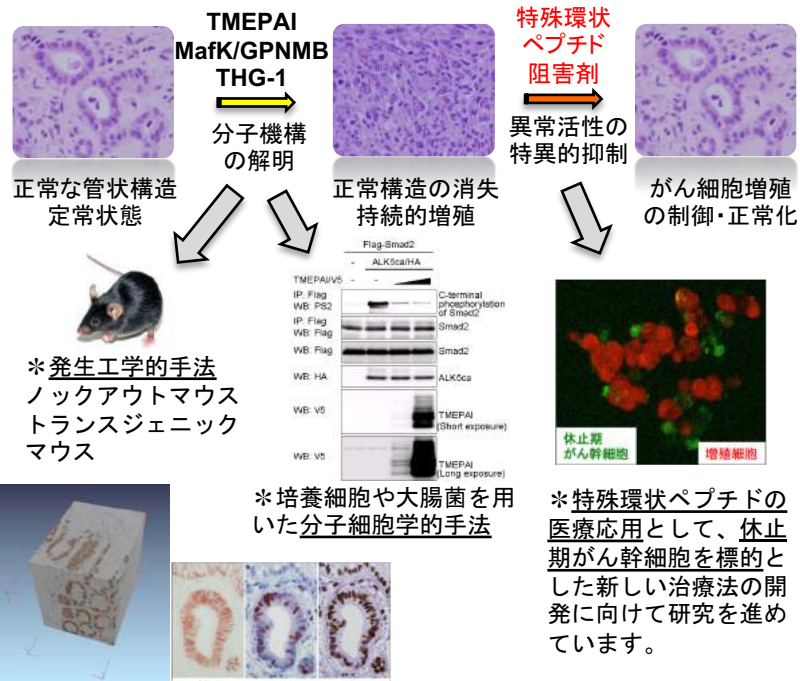 TMEPAI
MafK/GPNMB
THG-1
分子機構
の解明
特殊環状
ペプチド
阻害剤
異常活性の
特異的抑制
正常な管状構造
定常状態
正常構造の消失
持続的増殖
がん細胞増殖
の制御・正常化
Flag-Smad2
- ALK5ca/HA
TMEPAI/V5 - -
IP: Flag
WB: PS2
C-terminal
phosphorylation
of Smad2
IP: Flag
WB: Flag
Smad2
WB: Flag
Smad2
WB: HA
ALK5ca
WB: V5
TMEPAI
(Short exposure)
WB: V5
TMEPAI
(Long exposure)
休止期
がん幹細胞
増殖細胞
＊発生工学的手法
ノックアウトマウス
トランスジェニック
マウス
＊培養細胞や大腸菌を用
いた分子細胞学的手法
＊特殊環状ペプチドの
医療応用として、休止
期がん幹細胞を標的と
した新しい治療法の開
発に向けて研究を進め
ています。